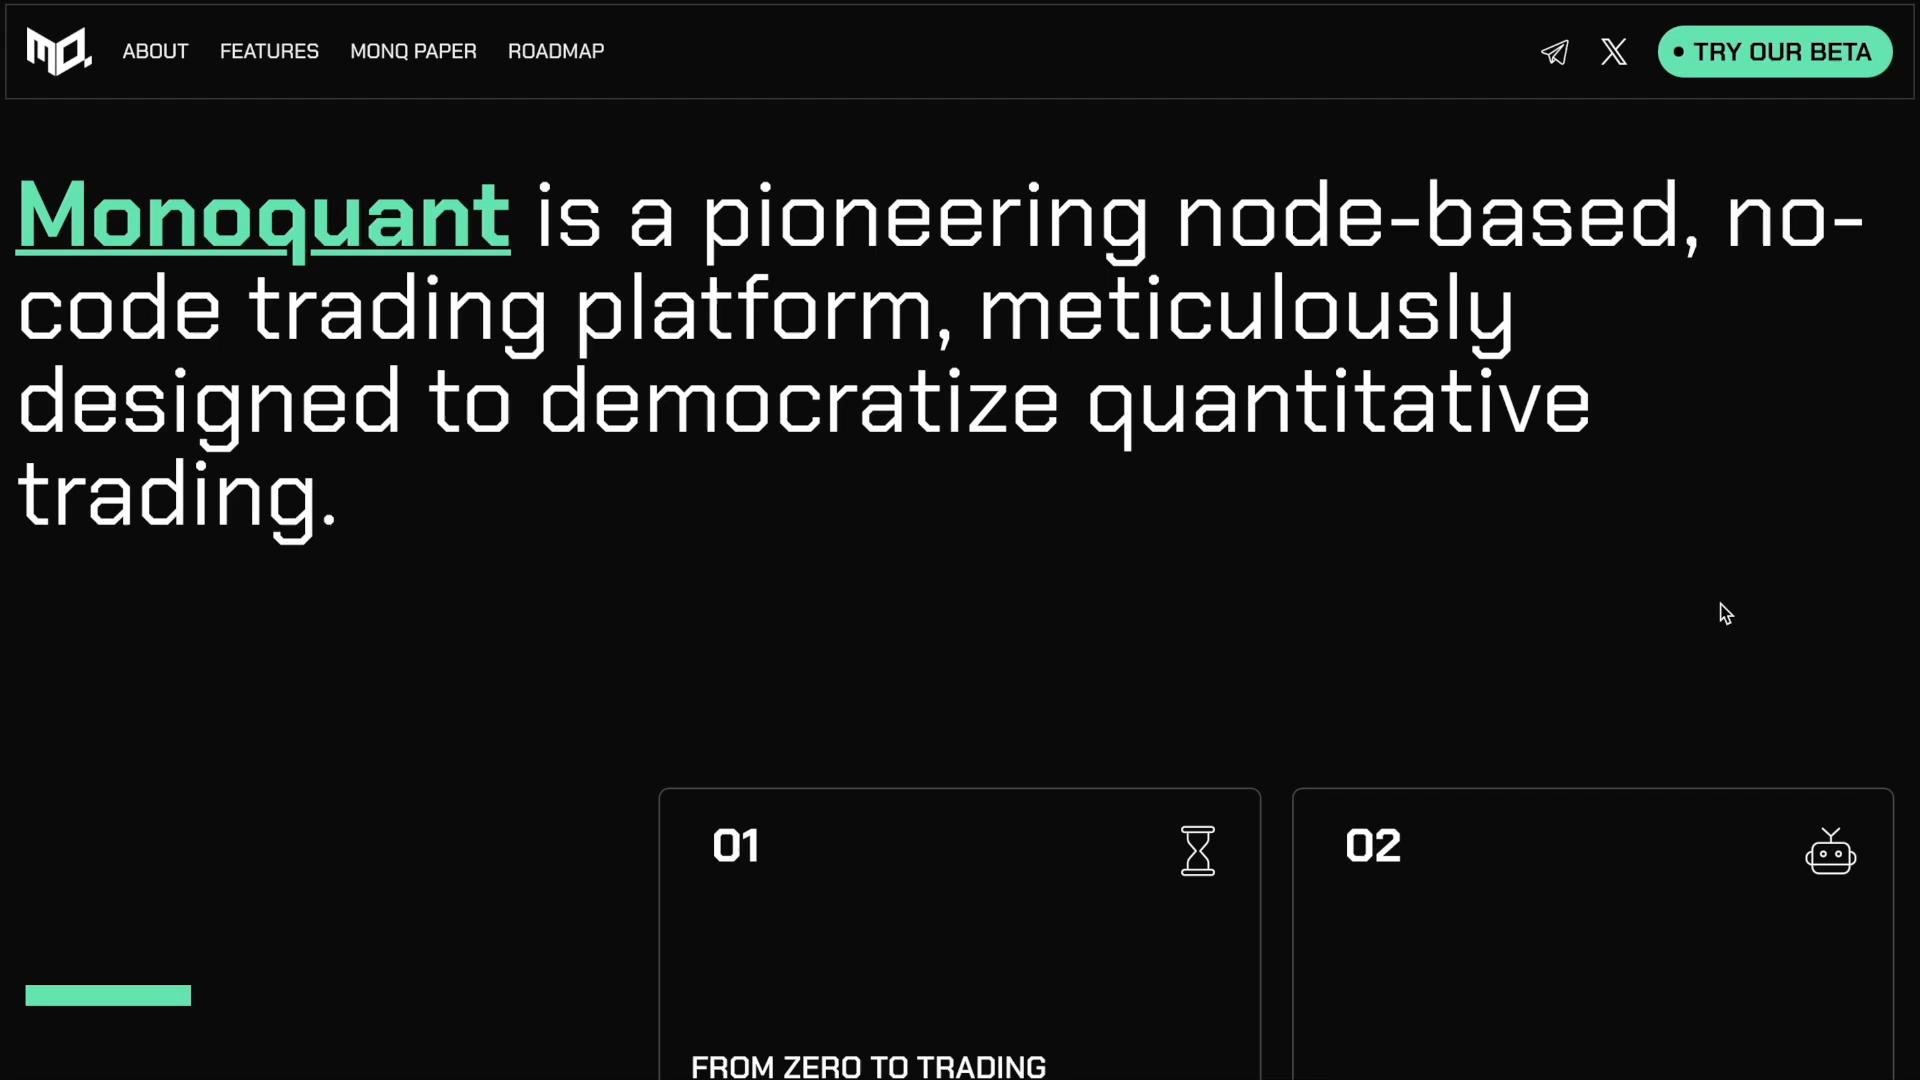 MQ.
ABOUT
FEATURES
MONQ PAPER
ROADMAP
TRY OUR BETA
Monoquant is a pioneering node-based, no-
code trading platform, meticulously
designed to democratize quantitative
trading.
01
02
FROM ZERO TO TRADING